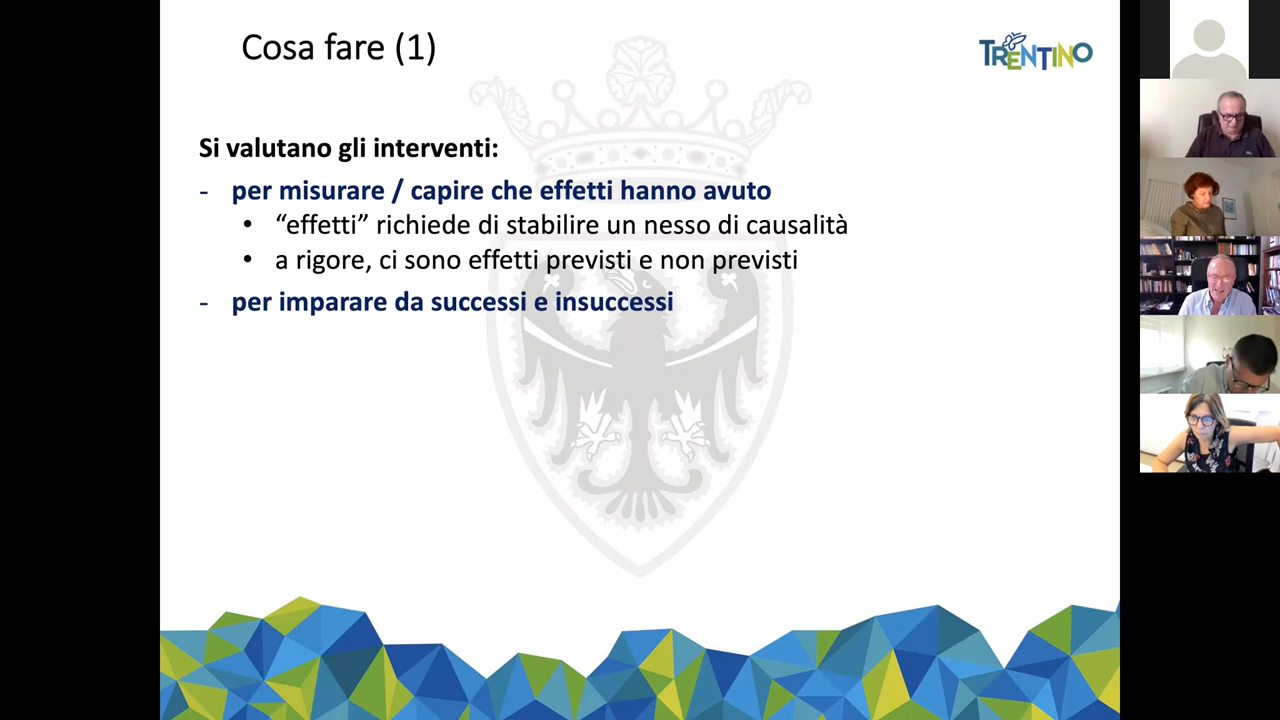 Cosa fare (1)
TRENTINO
Si valutano gli interventi:
- per misurare / capire che effetti hanno avuto
• “effetti” richiede di stabilire un nesso di causalità
• a rigore, ci sono effetti previsti e non previsti
- per imparare da successi e insuccessi